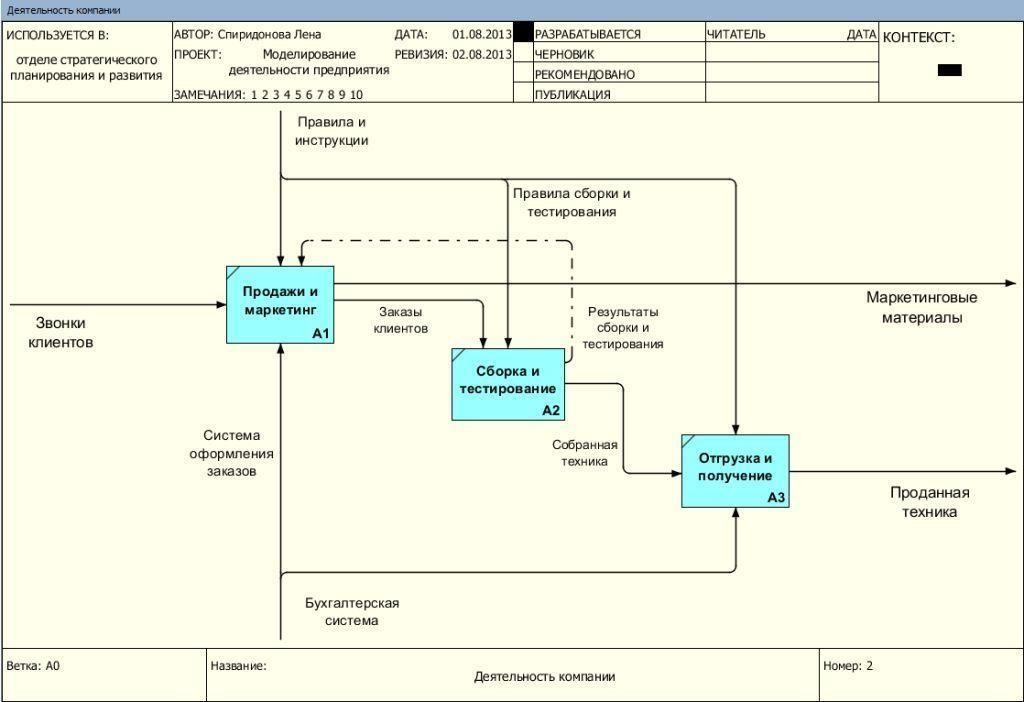 Деятельность компании
ИСПОЛЬЗУЕТСЯ В:
отделе стратегического
планирования и развития
АВТОР: Спиридонова Лена
ДАТА: 01.08.2013
ПРОЕКТ: Моделирование
деятельности предприятия
РЕВИЗИЯ: 02.08.2013
ЗАМЕЧАНИЯ: 1 2 3 4 5 6 7 8 9 10
РАЗРАБАТЫВАЕТСЯ
ЧЕРНОВИК
РЕКОМЕНДОВАНО
ПУБЛИКАЦИЯ
ЧИТАТЕЛЬ ДАТА
КОНТЕКСТ:
Правила и
инструкции
Правила сборки и
тестирования
Продажи и
маркетинг
A1
Звонки
клиентов
Заказы
клиентов
Результаты
сборки и
тестирования
Маркетинговые
материалы
Сборка и
тестирование
A2
Система
оформления
заказов
Собранная
техника
Отгрузка и
получение
A3
Проданная
техника
Бухгалтерская
система
Ветка: A0
Название:
Деятельность компании
Номер: 2